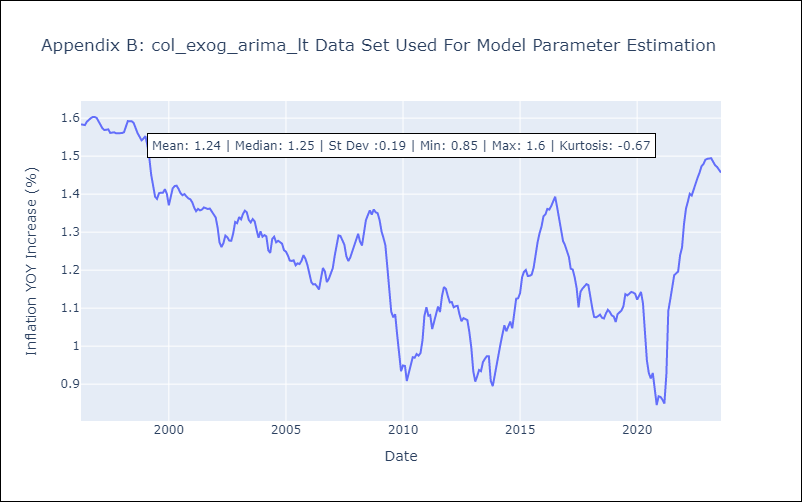 Appendix B: col_exog_arima_lt Data Set Used For Model Parameter Estimation
1.6
Mean: 1.24 | Median: 1.25 | St Dev :0.19 | Min: 0.85 | Max: 1.6 | Kurtosis: -0.67
1.5
1.4
1.3
1.2
1.1
1
0.9
Inflation YOY Increase (%)
2000 2005 2010 2015 2020
Date